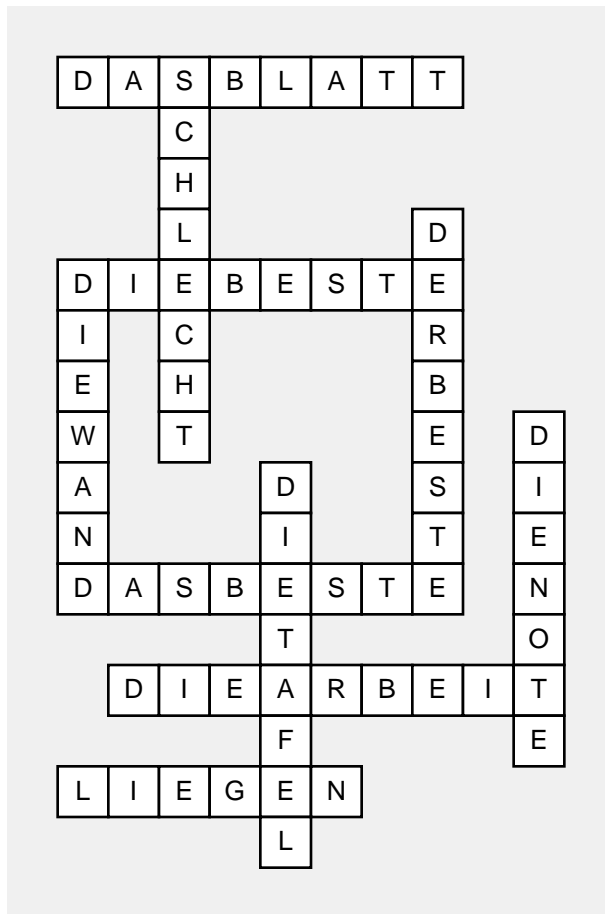 DASBLATT
SCHLECHT
DERBESTE
DIEBESTE
DIEWAND
DIENOTE
DIETAFEL
DASBESTE
DIEARBEIT
LIEGEN